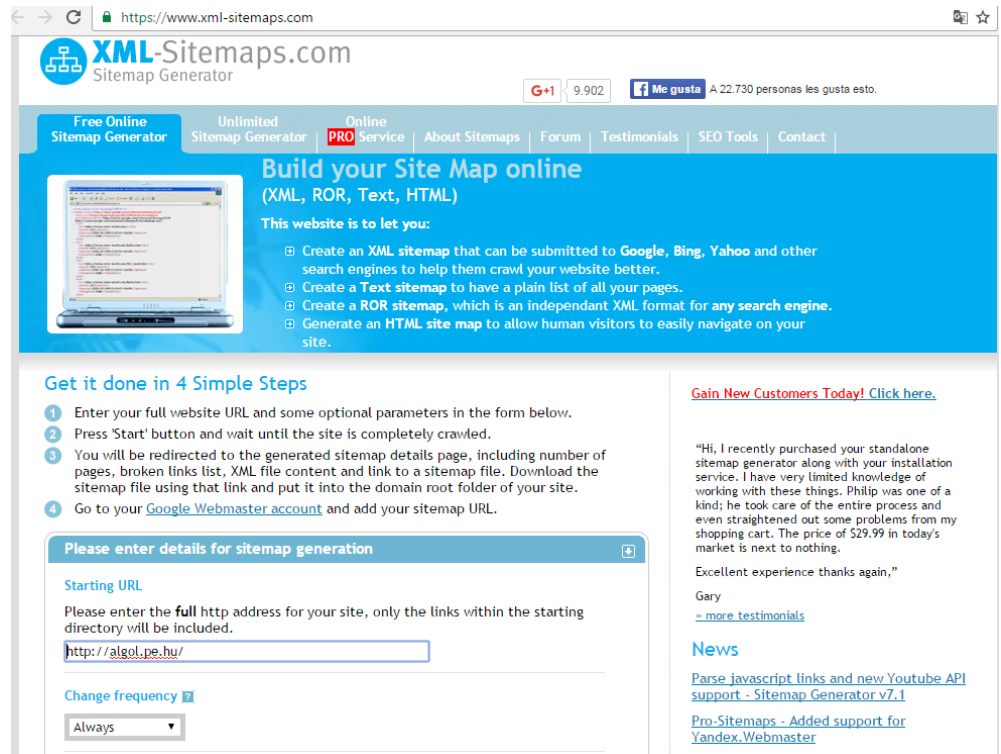 https://www.xml-sitemaps.com
XML-Sitemaps.com
Sitemap Generator
G+1 9.902
f Me gusta A 22.730 personas les gusta esto.
Free Online
Sitemap Generator
Unlimited
Sitemap Generator
Online
PRO Service
About Sitemaps
Forum
Testimonials
SEO Tools
Contact
Build your Site Map online
(XML, ROR, Text, HTML)
This website is to let you:
Create an XML sitemap that can be submitted to Google, Bing, Yahoo and other
search engines to help them crawl your website better.
Create a Text sitemap to have a plain list of all your pages.
Create a ROR sitemap, which is an independant XML format for any search engine.
Generate an HTML site map to allow human visitors to easily navigate on your
site.
Get it done in 4 Simple Steps
1 Enter your full website URL and some optional parameters in the form below.
2 Press 'Start' button and wait until the site is completely crawled.
3 You will be redirected to the generated sitemap details page, including number of
pages, broken links list, XML file content and link to a sitemap file. Download the
sitemap file using that link and put it into the domain root folder of your site.
4 Go to your Google Webmaster account and add your sitemap URL.
Please enter details for sitemap generation
Starting URL
Please enter the full http address for your site, only the links within the starting
directory will be included.
http://algol.pe.hu/
Change frequency ?
Always
Gain New Customers Today! Click here.
“Hi, I recently purchased your standalone
sitemap generator along with your installation
service. I have very limited knowledge of
working with these things. Philip was one of a
kind; he took care of the entire process and
even straightened out some problems from my
shopping cart. The price of $29.99 in today's
market is next to nothing.
Excellent experience thanks again,”
Gary
» more testimonials
News
Parse javascript links and new Youtube API
support - Sitemap Generator v7.1
Pro-Sitemaps - Added support for
Yandex.Webmaster